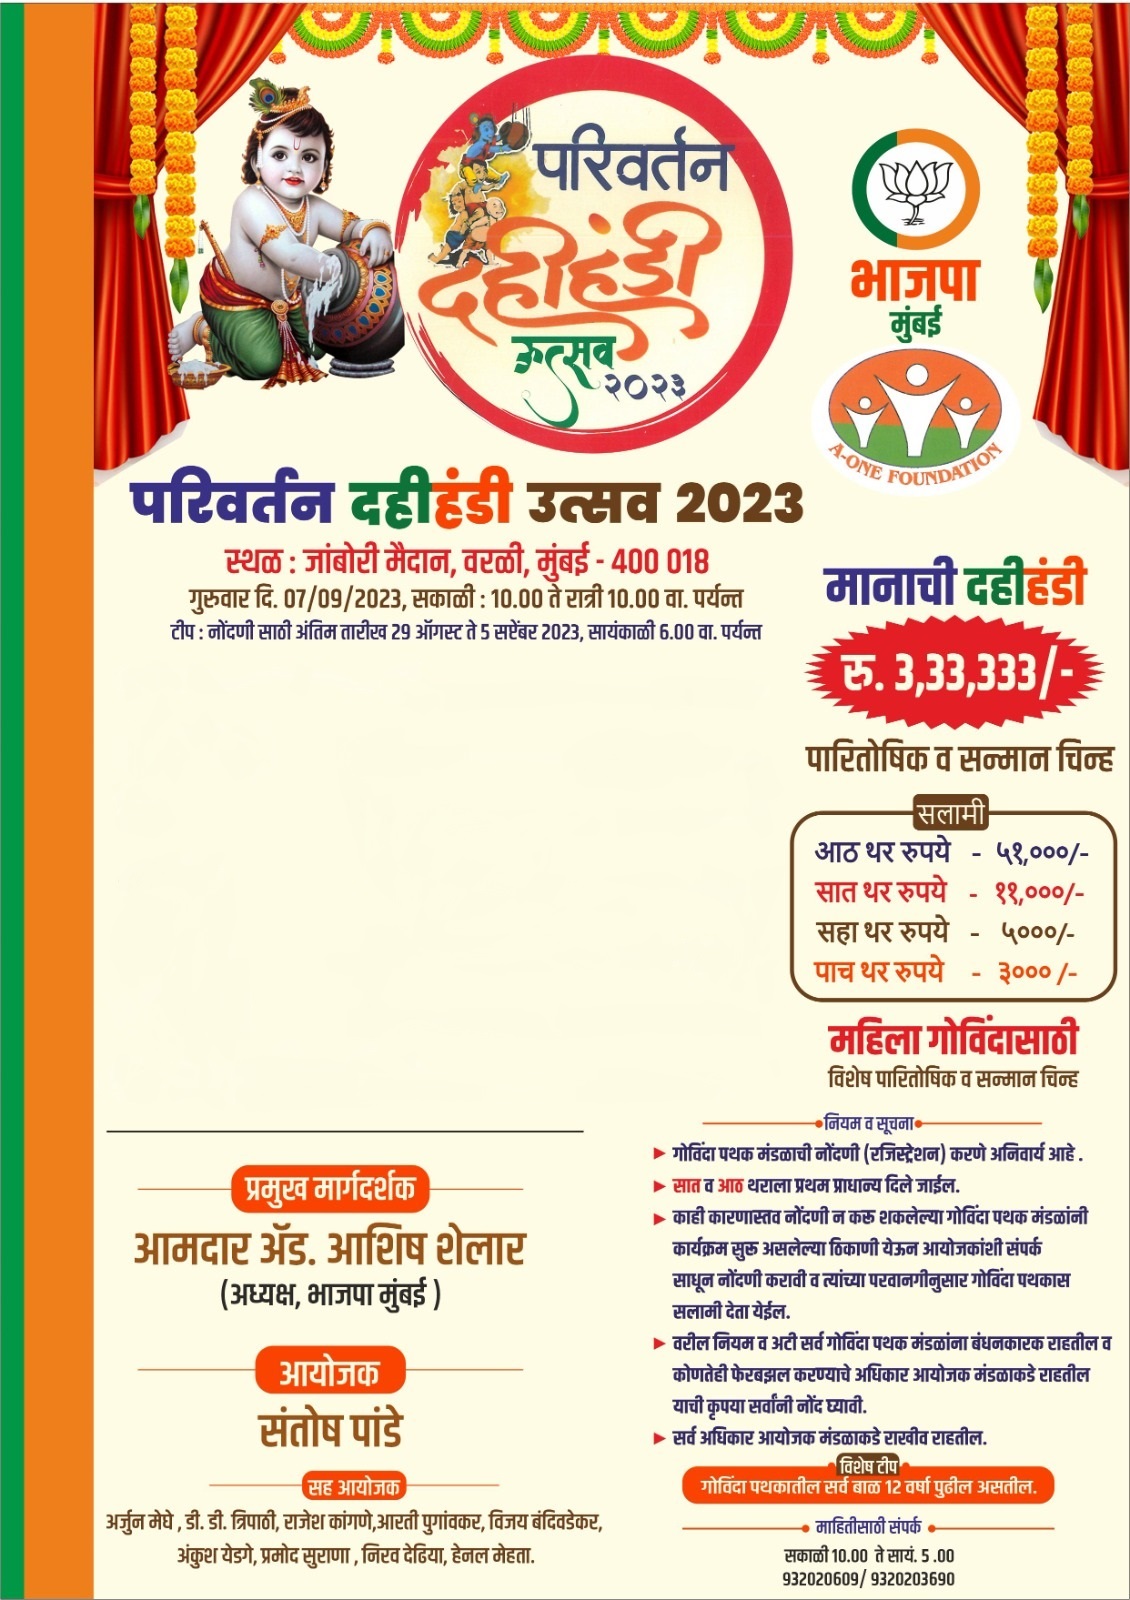 परिवर्तन
दहीहंडी
उत्सव
२०२३
भाजपा
मुंबई
A-ONE FOUNDATION
परिवर्तन दहीहंडी उत्सव 2023
स्थळ : जांबोरी मैदान, वरळी, मुंबई - 400 018
गुरुवार दि. 07/09/2023, सकाळी : 10.00 ते रात्री 10.00 वा. पर्यन्त
टीप : नोंदणी साठी अंतिम तारीख 29 ऑगस्ट ते 5 सप्टेंबर 2023, सायंकाळी 6.00 वा. पर्यन्त
मानाची दहीहंडी
रु. 3,33,333/-
पारितोषिक व सन्मान चिन्ह
सलामी
आठ थर रुपये - ५१,०००/-
सात थर रुपये - ११,०००/-
सहा थर रुपये - ५०००/-
पाच थर रुपये - ३००० /-
महिला गोविंदासाठी
विशेष पारितोषिक व सन्मान चिन्ह
प्रमुख मार्गदर्शक
आमदार ॲड. आशिष शेलार
(अध्यक्ष, भाजपा मुंबई )
आयोजक
संतोष पांडे
सह आयोजक
अर्जुन मेघे , डी. डी. त्रिपाठी, राजेश कांगणे,आरती पुगांवकर, विजय बंदिवडेकर,
अंकुश येडगे, प्रमोद सुराणा , निरव देढिया, हेनल मेहता.
नियम व सूचना
► गोविंदा पथक मंडळाची नोंदणी (रजिस्ट्रेशन) करणे अनिवार्य आहे .
► सात व आठ थराला प्रथम प्राधान्य दिले जाईल.
► काही कारणास्तव नोंदणी न करू शकलेल्या गोविंदा पथक मंडळांनी
कार्यक्रम सुरू असलेल्या ठिकाणी येऊन आयोजकांशी संपर्क
साधून नोंदणी करावी व त्यांच्या परवानगीनुसार गोविंदा पथकास
सलामी देता येईल.
► वरील नियम व अटी सर्व गोविंदा पथक मंडळांना बंधनकारक राहतील व
कोणतेही फेरबझल करण्याचे अधिकार आयोजक मंडळाकडे राहतील
याची कृपया सर्वांनी नोंद घ्यावी.
► सर्व अधिकार आयोजक मंडळाकडे राखीव राहतील.
विशेष टीप
गोविंदा पथकातील सर्व बाळ 12 वर्षा पुढील असतील.
माहितीसाठी संपर्क
सकाळी 10.00 ते सायं. 5 .00
932020609/ 9320203690